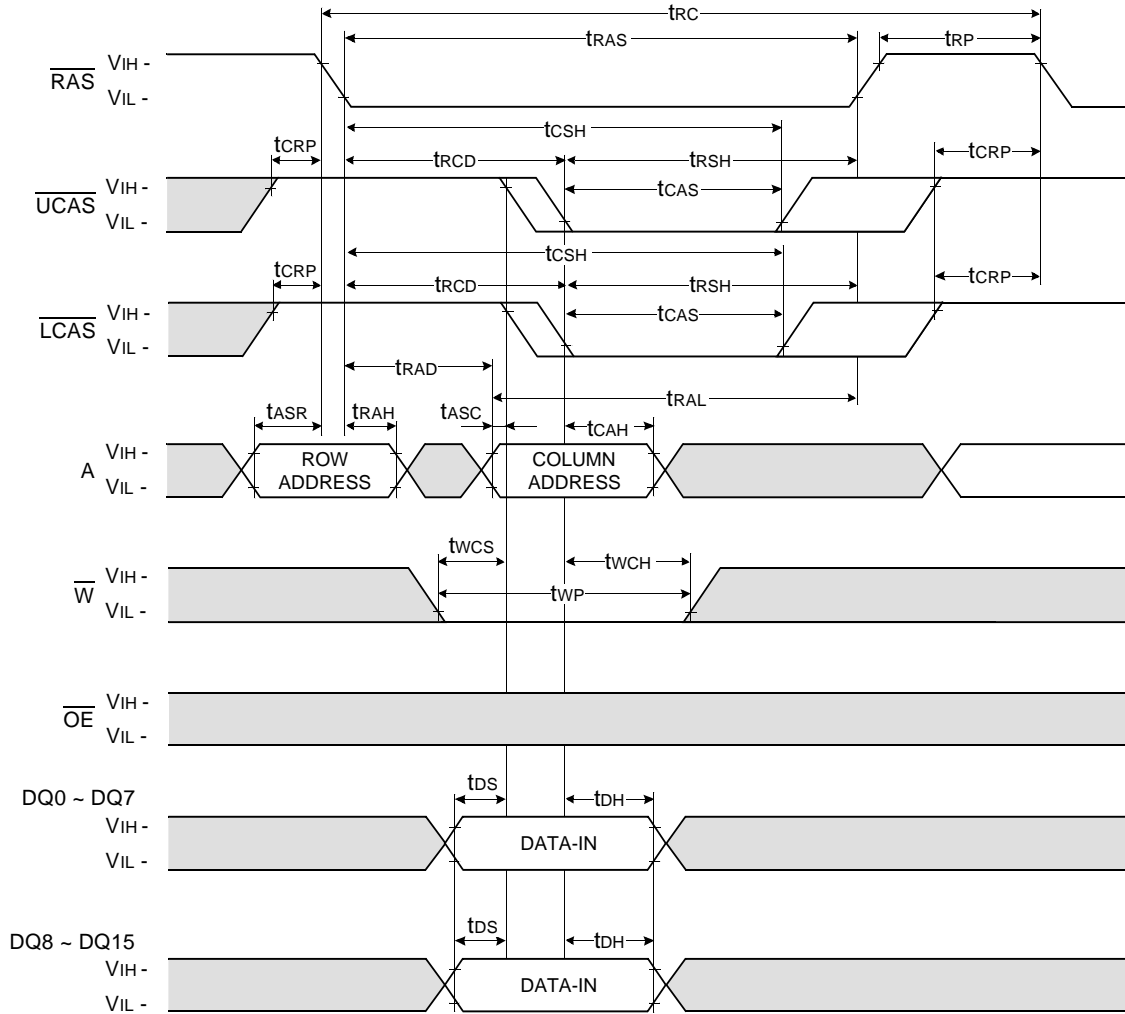 tRC
tRAS
tRP
RAS
VIH -
VIL -
tCSH
tCRP
tRCD
tRSH
tCRP
UCAS
VIH -
VIL -
tCAS
tCSH
tCRP
tRCD
tRSH
tCRP
LCAS
VIH -
VIL -
tCAS
tRAD
tRAL
tASR
tRAH
tASC
tCAH
A
VIH -
VIL -
ROW
ADDRESS
COLUMN
ADDRESS
tWCS
tWCH
W
VIH -
VIL -
tWP
OE
VIH -
VIL -
DQ0 ~ DQ7
tDS
tDH
VIH -
VIL -
DATA-IN
DQ8 ~ DQ15
tDS
tDH
VIH -
VIL -
DATA-IN